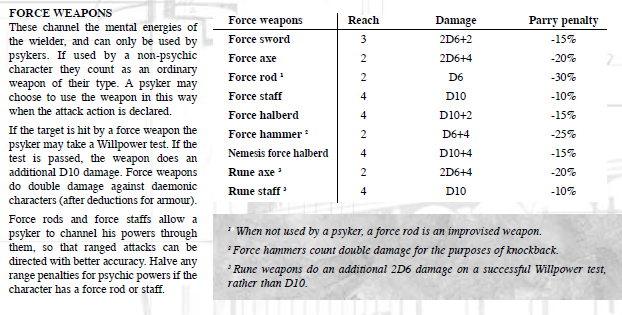 FORCE WEAPONS
These channel the mental energies of
the wielder, and can only be used by
psykers. If used by a non-psychic
character they count as an ordinary
weapon of their type. A psyker may
choose to use the weapon in this way
when the attack action is declared.
If the target is hit by a force weapon the
psyker may take a Willpower test. If the
test is passed, the weapon does an
additional D10 damage. Force weapons
do double damage against daemonic
characters (after deductions for armour).
Force rods and force staffs allow a
psyker to channel his powers through
them, so that ranged attacks can be
directed with better accuracy. Halve any
range penalties for psychic powers if the
character has a force rod or staff.
Force weapons Reach Damage Parry penalty
Force sword 3 2D6+2 -15%
Force axe 2 2D6+4 -20%
Force rod ¹ 2 D6 -30%
Force staff 4 D10 -10%
Force halberd 4 D10+2 -15%
Force hammer ² 2 D6+4 -25%
Nemesis force halberd 4 D10+4 -15%
Rune axe ³ 2 2D6+4 -20%
Rune staff ³ 4 D10 -10%
¹ When not used by a psyker, a force rod is an improvised weapon.
² Force hammers count double damage for the purposes of knockback.
³ Rune weapons do an additional 2D6 damage on a successful Willpower test,
rather than D10.